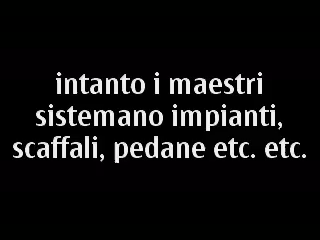 intanto i maestri
sistemano impianti,
scaffali, pedane etc. etc.